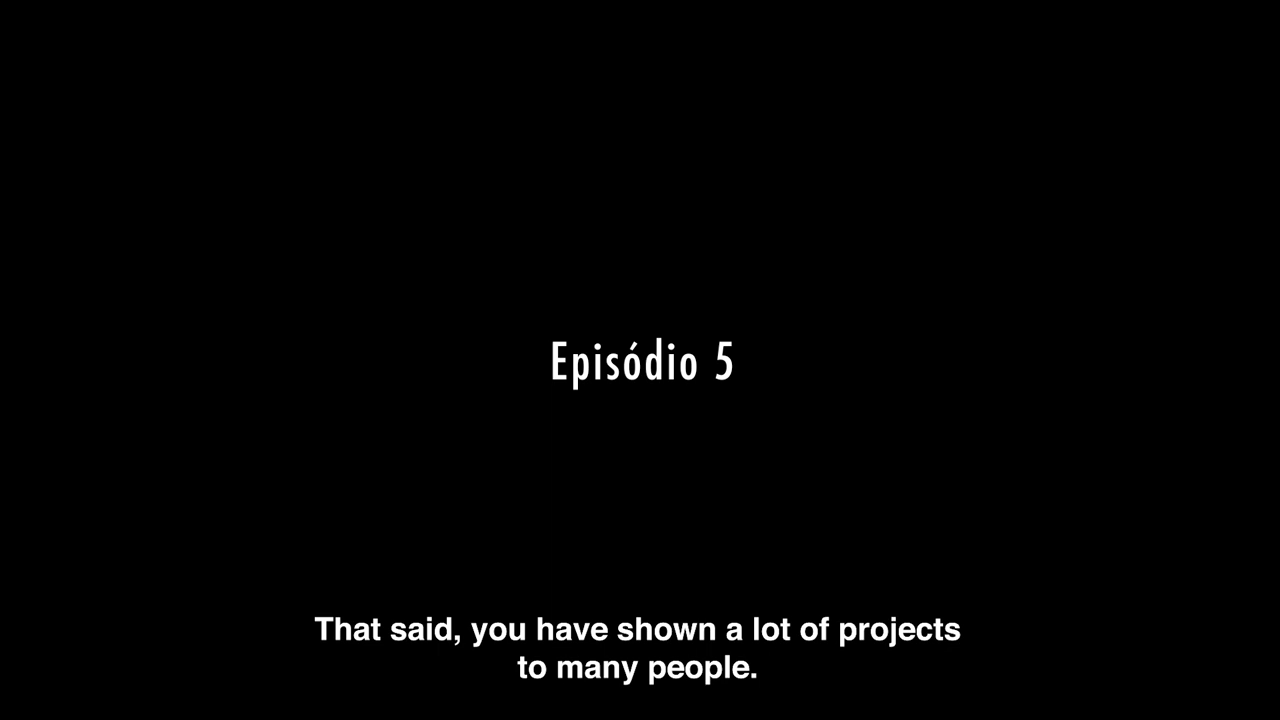 Episódio 5
That said, you have shown a lot of projects
to many people.